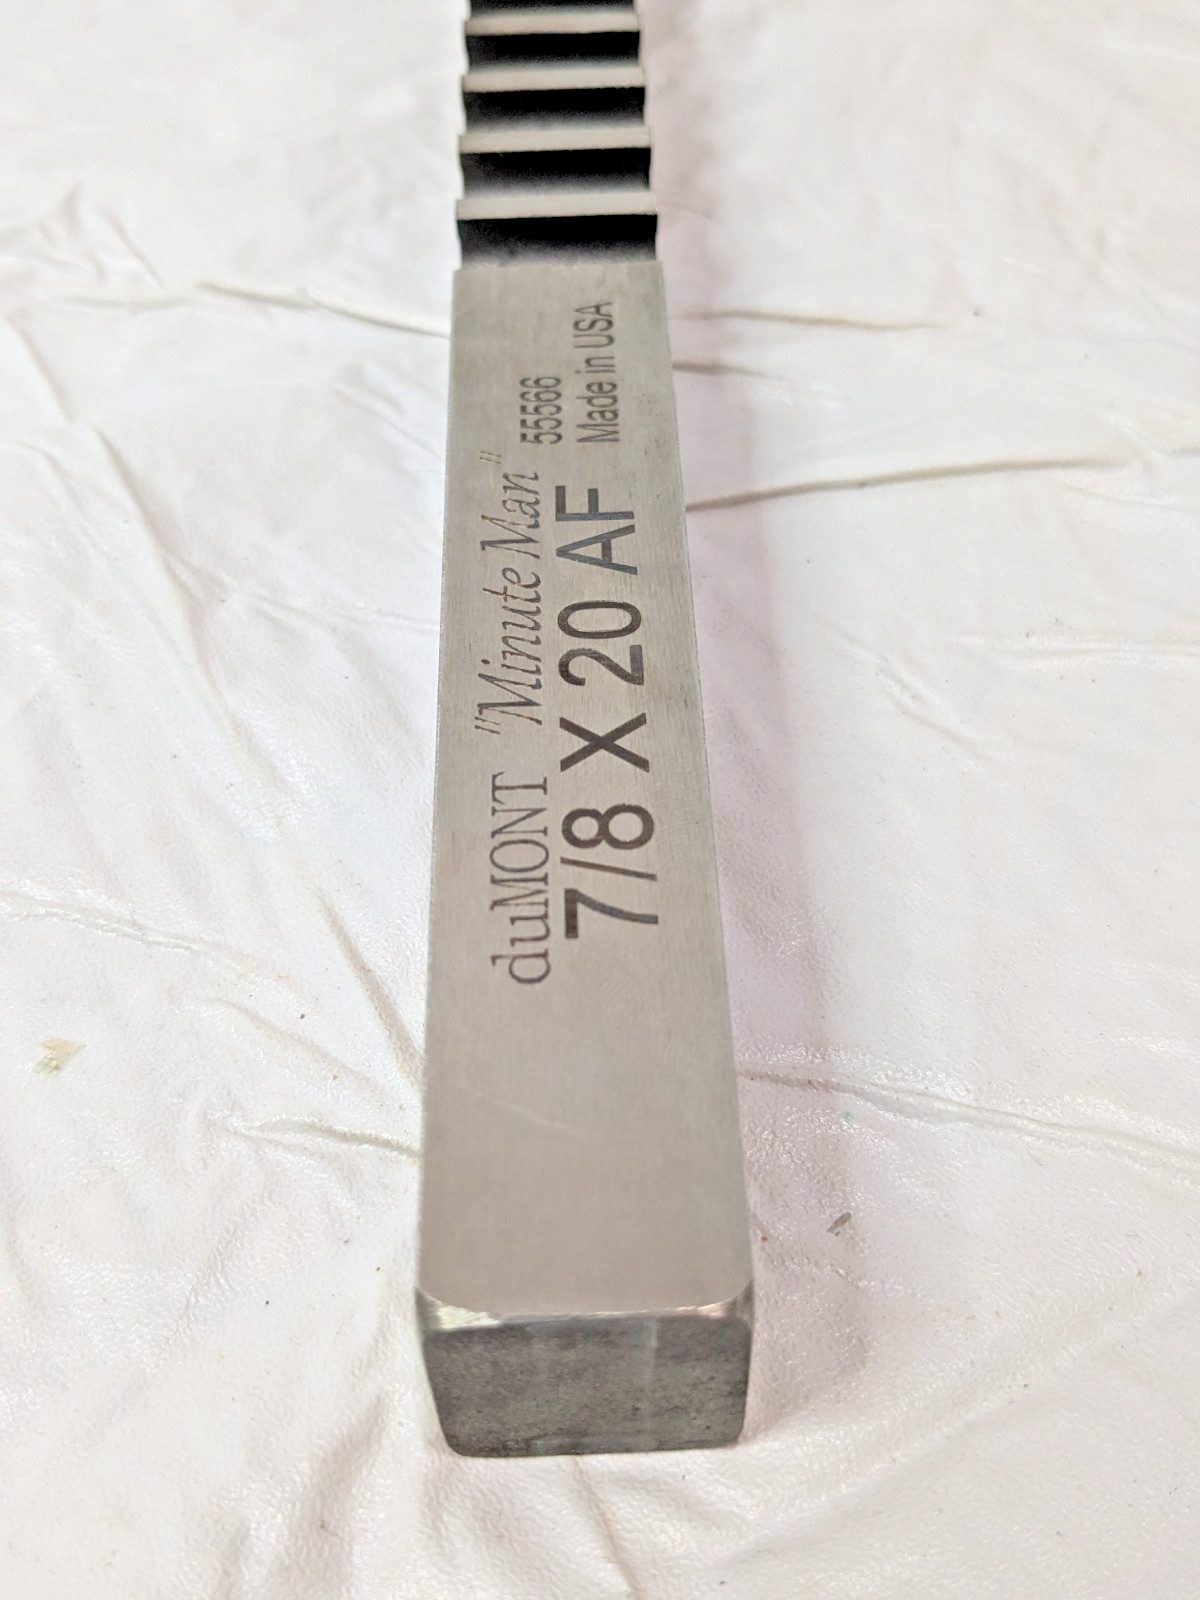 duMONT "Minute Man" 55566
7/8 X 20 AF Made in USA